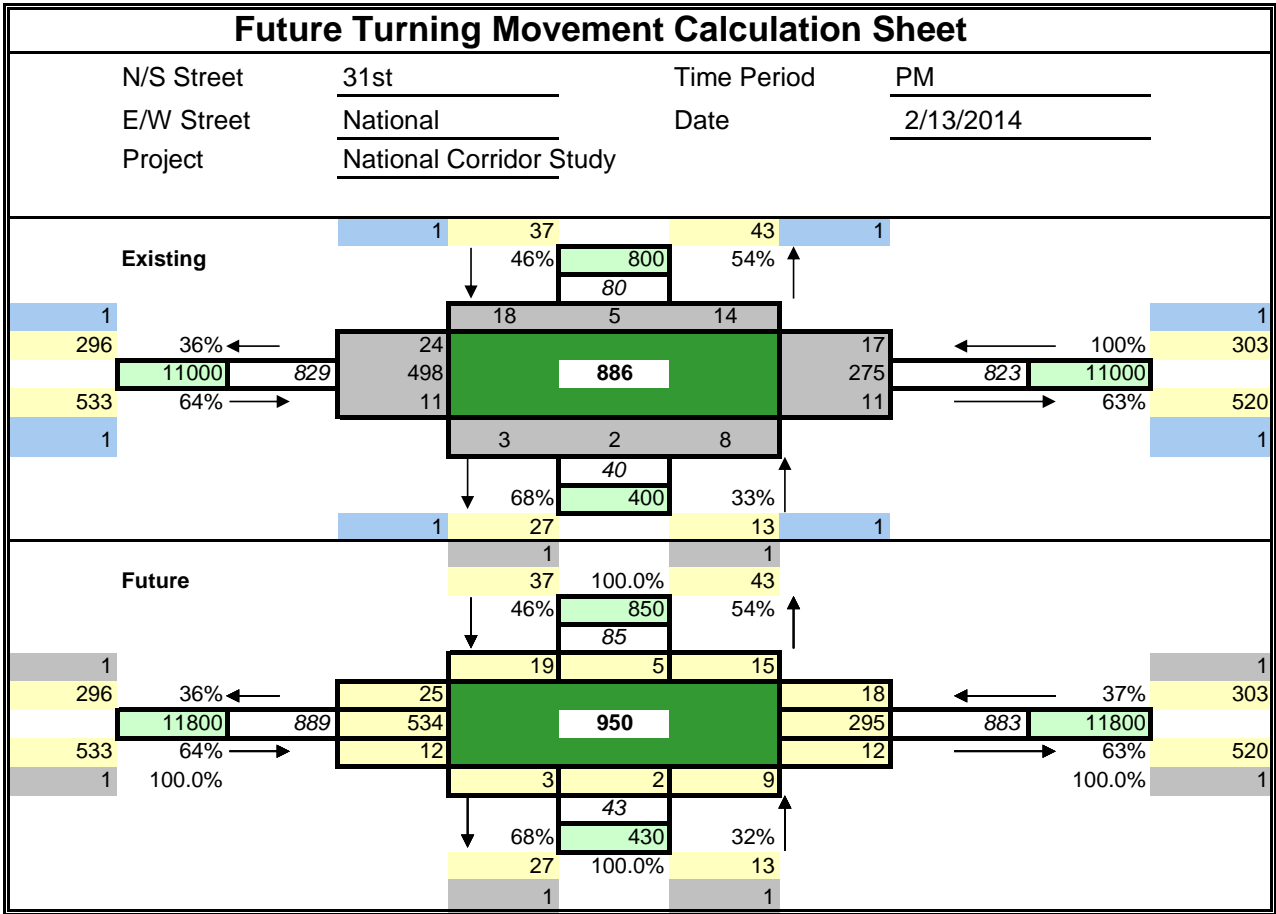 Future Turning Movement Calculation Sheet
N/S Street 31st Time Period PM
E/W Street National Date 2/13/2014
Project National Corridor Study
1 37 43 1
Existing 46% 800 54%
80
1 18 5 14 1
296 36% 24 17 100% 303
11000 829 498 886 275 823 11000
533 64% 11 11 63% 520
1 3 2 8 1
40
68% 400 33%
1 27 13 1
1 1
Future 37 100.0% 43
46% 850 54%
85
1 19 5 15 1
296 36% 25 18 37% 303
11800 889 534 950 295 883 11800
533 64% 12 12 63% 520
1 100.0% 3 2 9 100.0% 1
43
68% 430 32%
27 100.0% 13
1 1